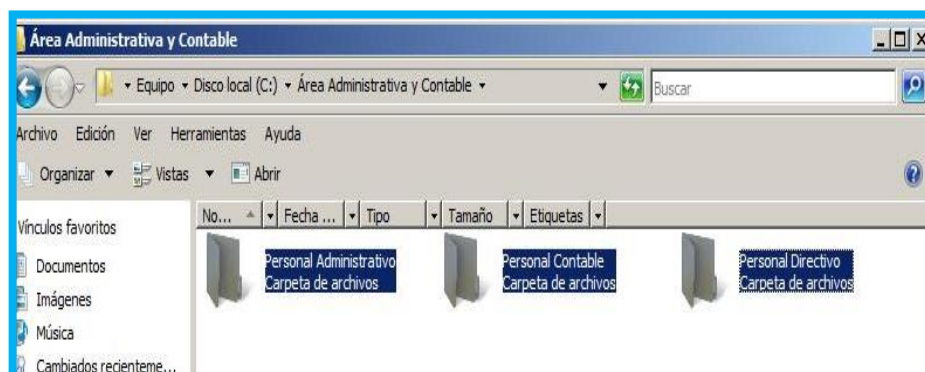 Área Administrativa y Contable
Equipo Disco local (C:) Área Administrativa y Contable Buscar
Archivo Edición Ver Herramientas Ayuda
Organizar Vistas Abrir
No... Fecha ... Tipo Tamaño Etiquetas
Vínculos favoritos
Documentos
Imágenes
Música
Cambiados recienteme...
Personal Administrativo
Carpeta de archivos
Personal Contable
Carpeta de archivos
Personal Directivo
Carpeta de archivos